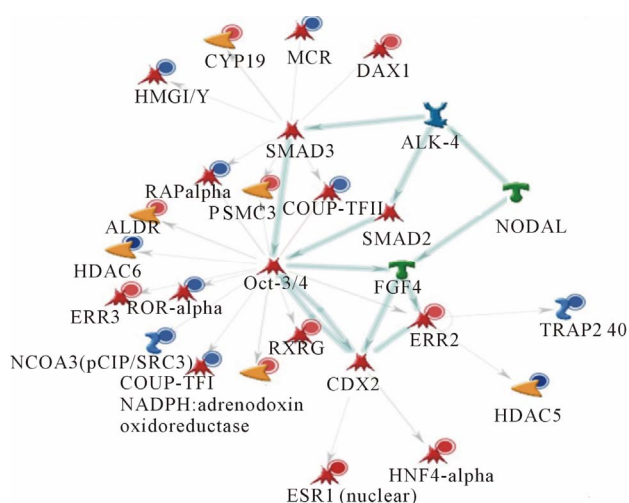 CYP19
MCR
DAX1
HMGI/Y
SMAD3
ALK-4
RAPalpha
PSMC3
COUP-TFII
NODAL
ALDR
SMAD2
HDAC6
Oct-3/4
FGF4
ERR3
ROR-alpha
RXRG
ERR2
TRAP2 40
NCOA3(pCIP/SRC3)
COUP-TFI
CDX2
NADPH:adrenodoxin
oxidoreductase
HDAC5
HNF4-alpha
ESR1 (nuclear)